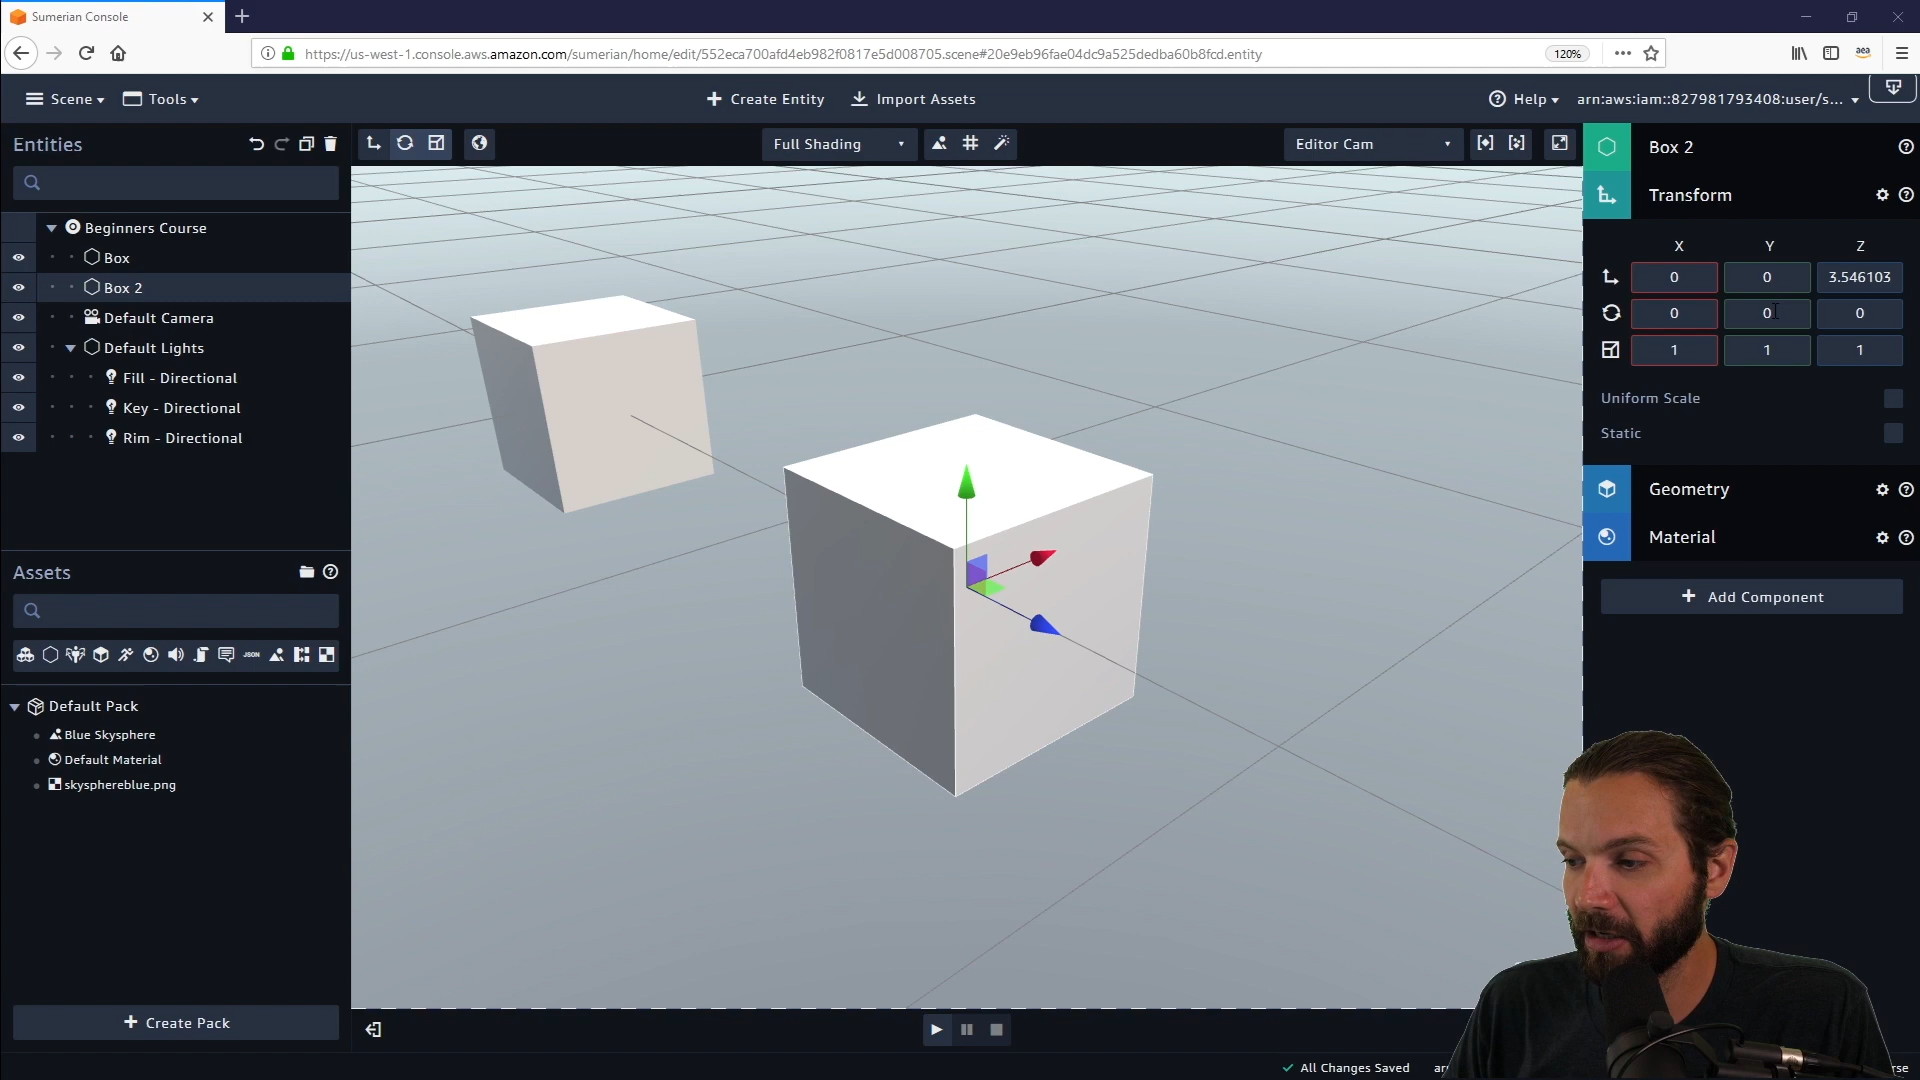 Sumerian Console
https://us-west-1.console.aws.amazon.com/sumerian/home/edit/552eca700afd4eb982f0817e5d008705.scene#20e9eb96fae04dc9a525dedba60b8fcd.entity
120%
aea
Scene
Tools
Create Entity
Import Assets
Help
arn:aws:iam::827981793408:user/s...
Entities
Full Shading
Editor Cam
Box 2
Transform
Beginners Course
Box
Box 2
Default Camera
Default Lights
Fill - Directional
Key - Directional
Rim - Directional
X Y Z
0 0 3.546103
0 0 0
1 1 1
Uniform Scale
Static
Geometry
Material
Add Component
Assets
JSON
Default Pack
Blue Skysphere
Default Material
skysphereblue.png
Create Pack
All Changes Saved